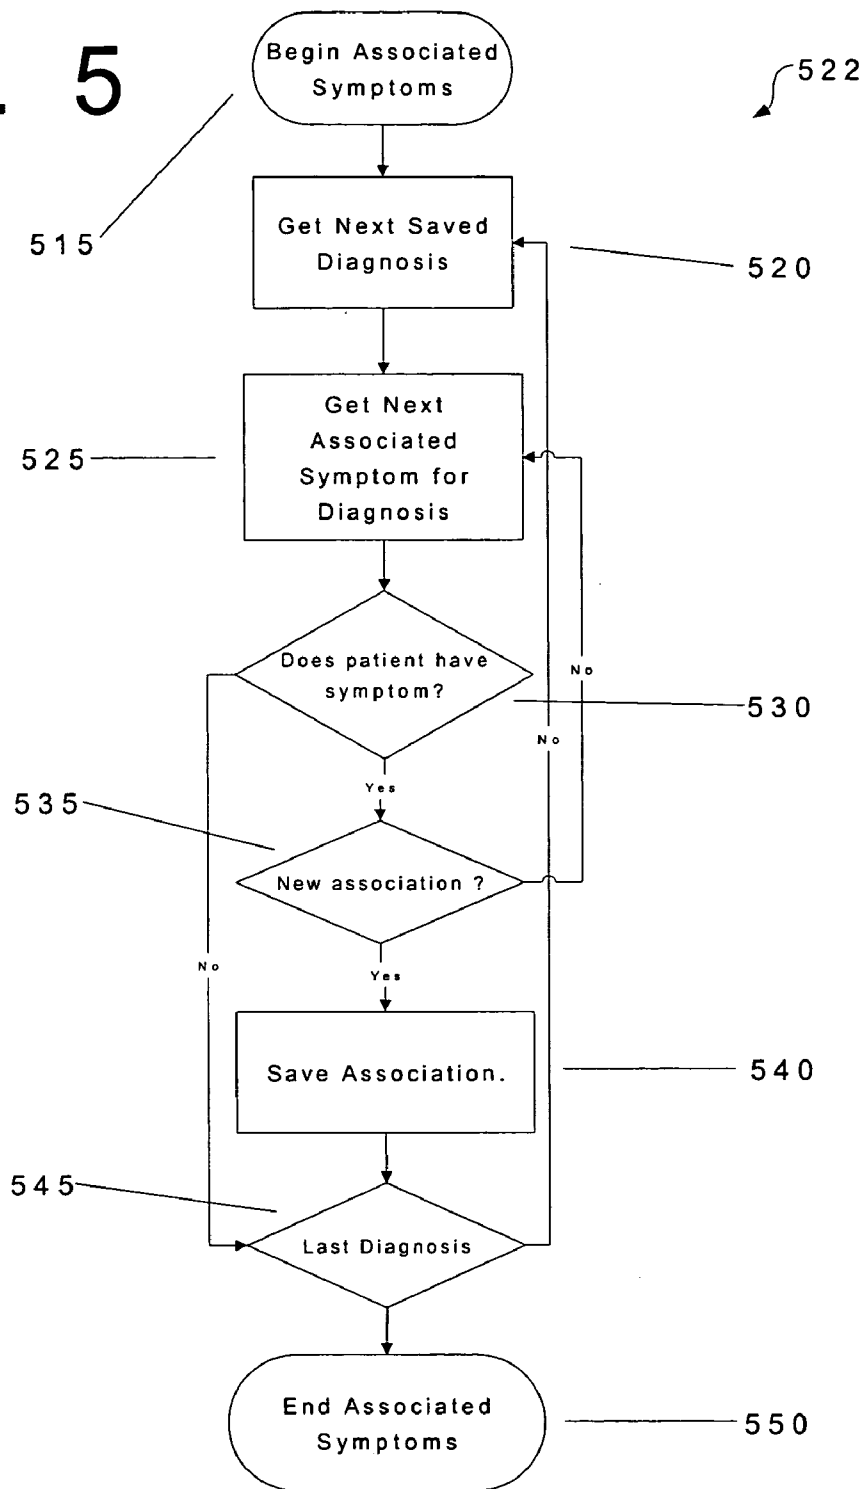 . 5
Begin Associated
Symptoms
522
515
Get Next Saved
Diagnosis
520
Get Next
Associated
Symptom for
Diagnosis
525
Does patient have
symptom?
No
530
No
Yes
535
New association ?
No
Yes
Save Association.
540
545
Last Diagnosis
End Associated
Symptoms
550